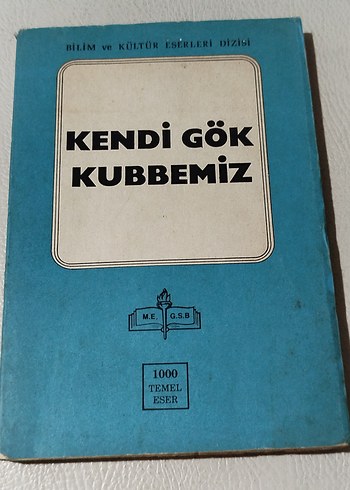 BİLİM ve KÜLTÜR ESERLERİ DİZİSİ
KENDİ GÖK
KUBBEMİZ
M.E. G.S.B
1000
TEMEL
ESER